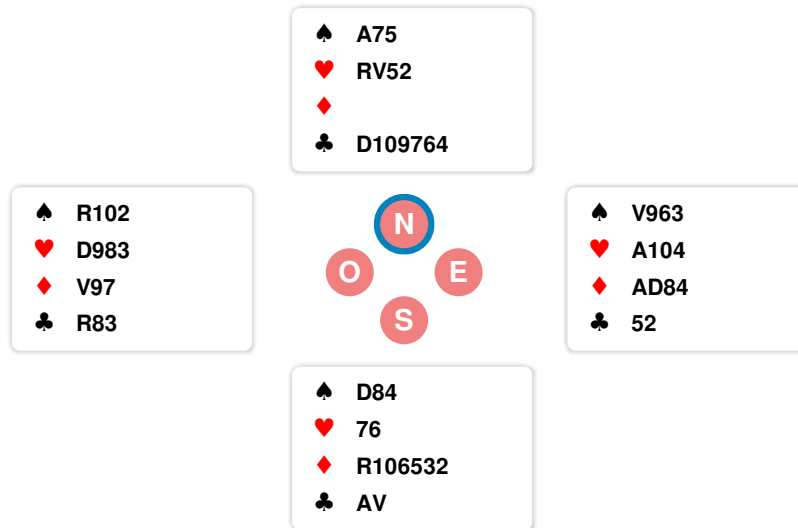 ♠ A75
♥ RV52
♦
♣ D109764
♠ R102
♥ D983
♦ V97
♣ R83
N
O E
S
♠ V963
♥ A104
♦ AD84
♣ 52
♠ D84
♥ 76
♦ R106532
♣ AV